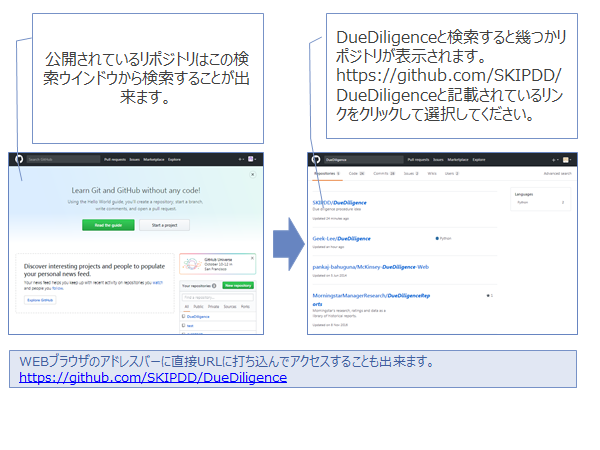 公開されているリポジトリはこの検
索ウインドウから検索することが出
来ます。
DueDiligenceと検索すると幾つかリ
ポジトリが表示されます。
https://github.com/SKIPDD/
DueDiligenceと記載されているリン
クをクリックして選択してください。
Search GitHub
Pull requests Issues Marketplace Explore
Learn Git and GitHub without any code!
Using the Hello World guide, you'll create a repository, start a branch,
write comments, and open a pull request.
Read the guide
Start a project
Discover interesting projects and people to populate
your personal news feed.
Your news feed helps you keep up with recent activity on repositories you watch
and people you follow.
Explore GitHub
GitHub Universe
October 10-12 in
San Francisco
Your repositories
New repository
Find a repository...
All Public Private Sources Forks
DueDiligence
test
DueDiligence
Pull requests Issues Marketplace Explore
Repositories Code Commits Issues Wikis Users
Advanced search
SKIPDD/DueDiligence
Due diligence procedure idea
Updated 24 minutes ago
Geek-Lee/DueDiligence
Python
Updated an hour ago
pankaj-bahuguna/McKinsey-DueDiligence-Web
Updated
MorningstarManagerResearch/DueDiligenceRep
orts
Morningstar's research, ratings and data as a
library of historical reports.
Updated
Languages
Python
WEBブラウザのアドレスバーに直接URLに打ち込んでアクセスすることも出来ます。
https://github.com/SKIPDD/DueDiligence